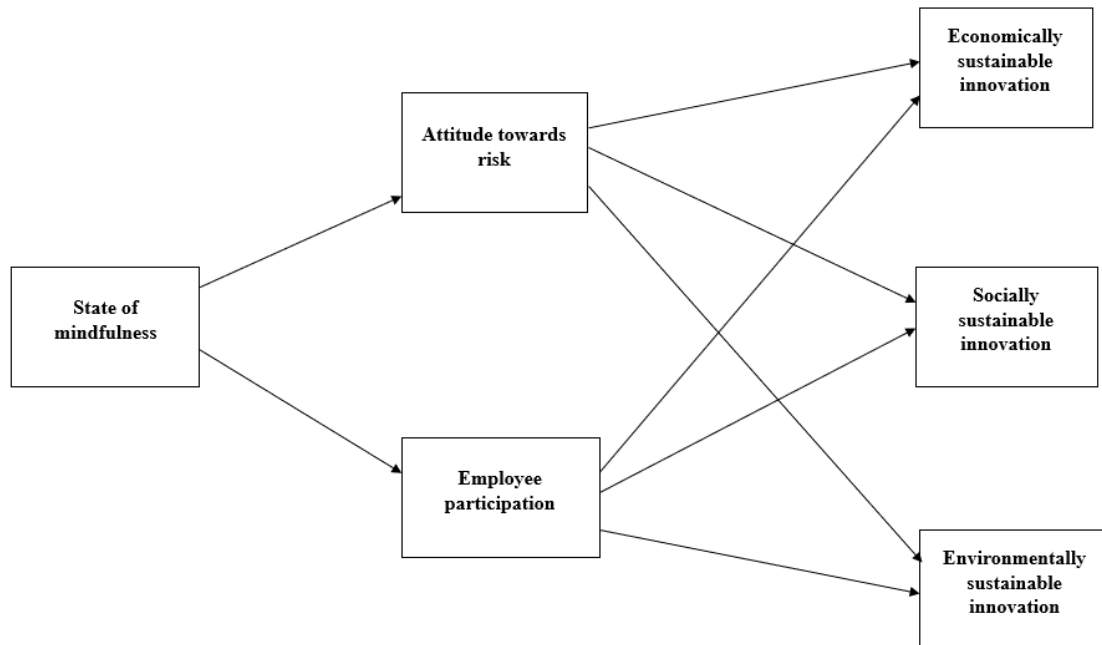 Economically
sustainable
innovation
Attitude towards
risk
State of
mindfulness
Socially
sustainable
innovation
Employee
participation
Environmentally
sustainable
innovation